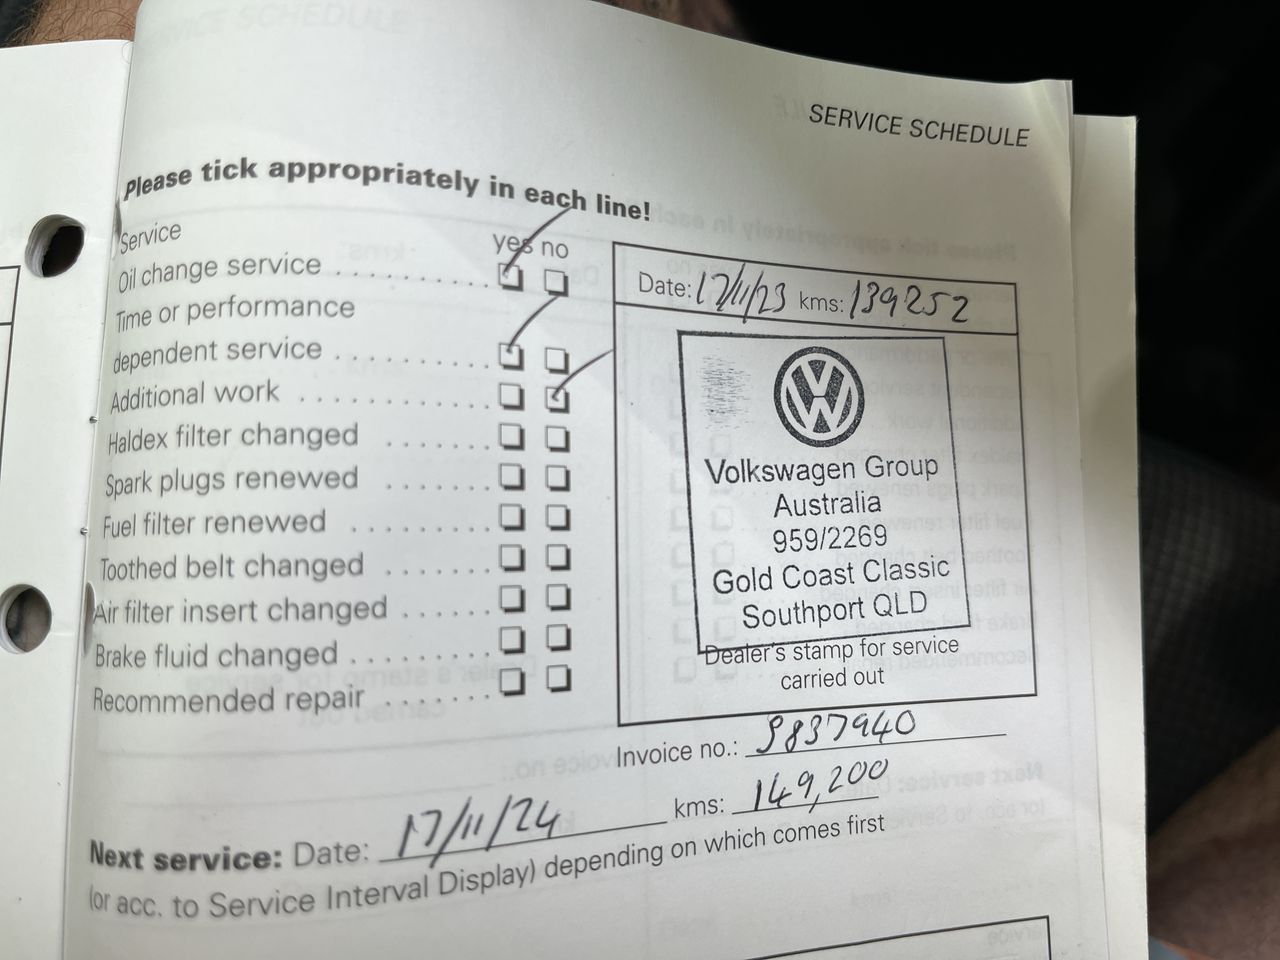 SERVICE SCHEDULE
Please tick appropriately in each line!
Service
yes no
Oil change service . . . . . . . . . . . .
Time or performance
dependent service . . . . . . . . . . . .
Additional work . . . . . . . . . . . . . .
Haldex filter changed . . . . . . .
Spark plugs renewed . . . . . . .
Fuel filter renewed . . . . . . . . .
Toothed belt changed . . . . . . .
Air filter insert changed . . . . . .
Brake fluid changed . . . . . . . . .
Recommended repair . . . . . . .
Date: 17/11/23 kms: 139252
Volkswagen Group
Australia
959/2269
Gold Coast Classic
Southport QLD
Dealer's stamp for service
carried out
Invoice no.: 3837940
Next service: Date: 17/11/24 kms: 149,200
(or acc. to Service Interval Display) depending on which comes first